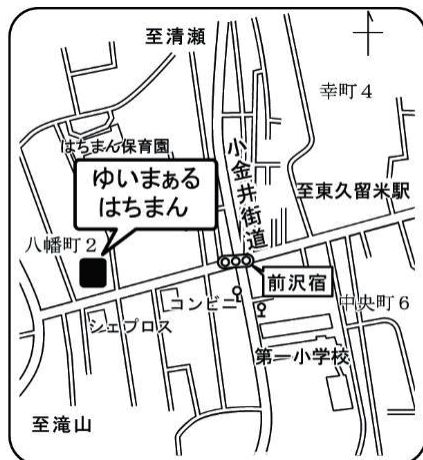 至清瀬
幸町4
はちまん保育園
小金井街道
ゆいまぁる
はちまん
至東久留米駅
八幡町2
前沢宿
コンビニ
中央町6
シェプロス
第一小学校
至滝山